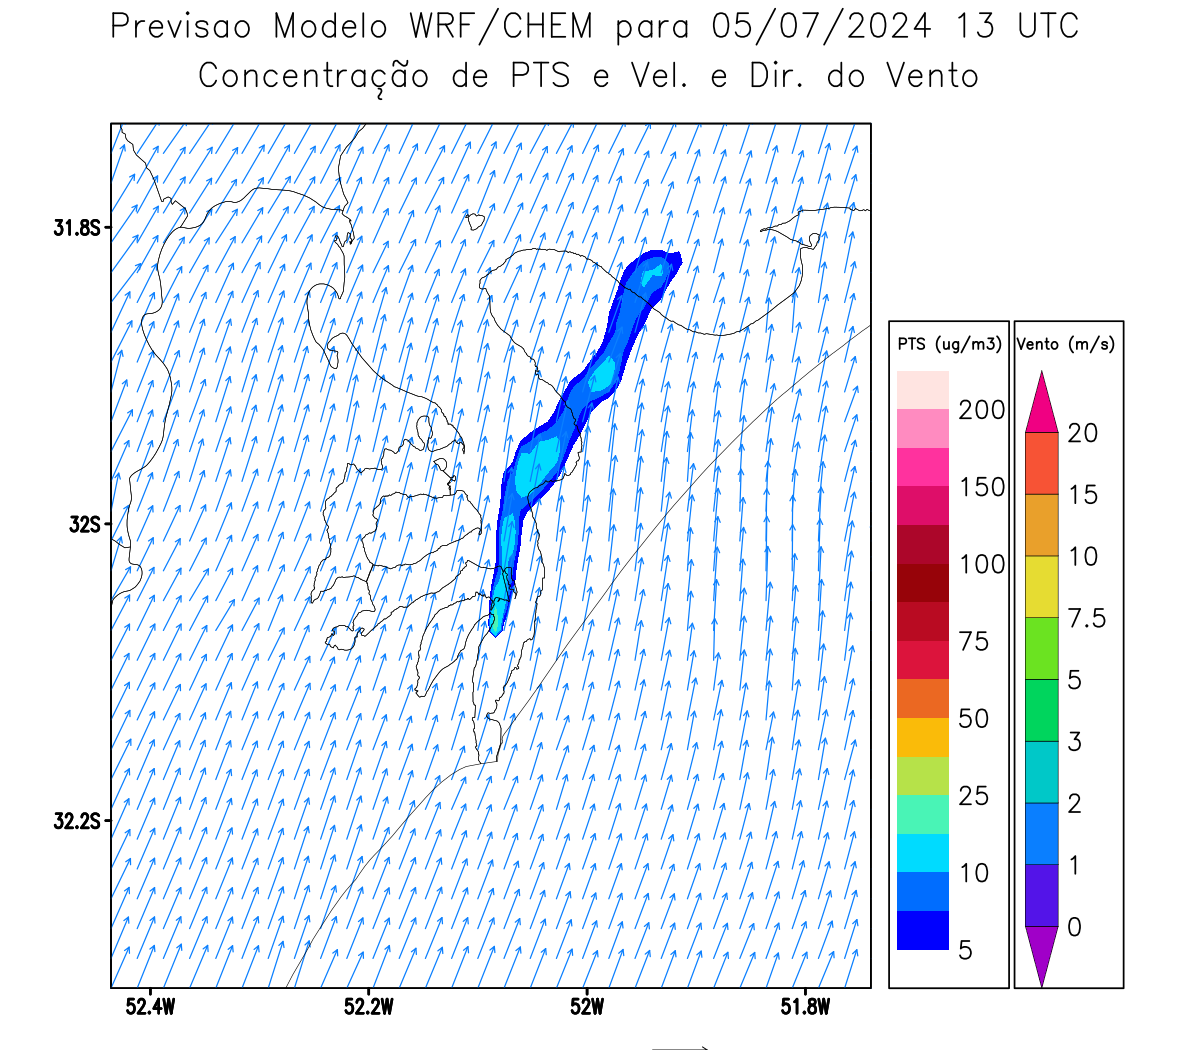 Previsao Modelo WRF/CHEM para 05/07/2024 13 UTC
Concentração de PTS e Vel. e Dir. do Vento
31.8S
32S
32.2S
52.4W
52.2W
52W
51.8W
PTS (ug/m3)
200
150
100
75
50
25
10
5
Vento (m/s)
20
15
10
7.5
5
3
2
1
0